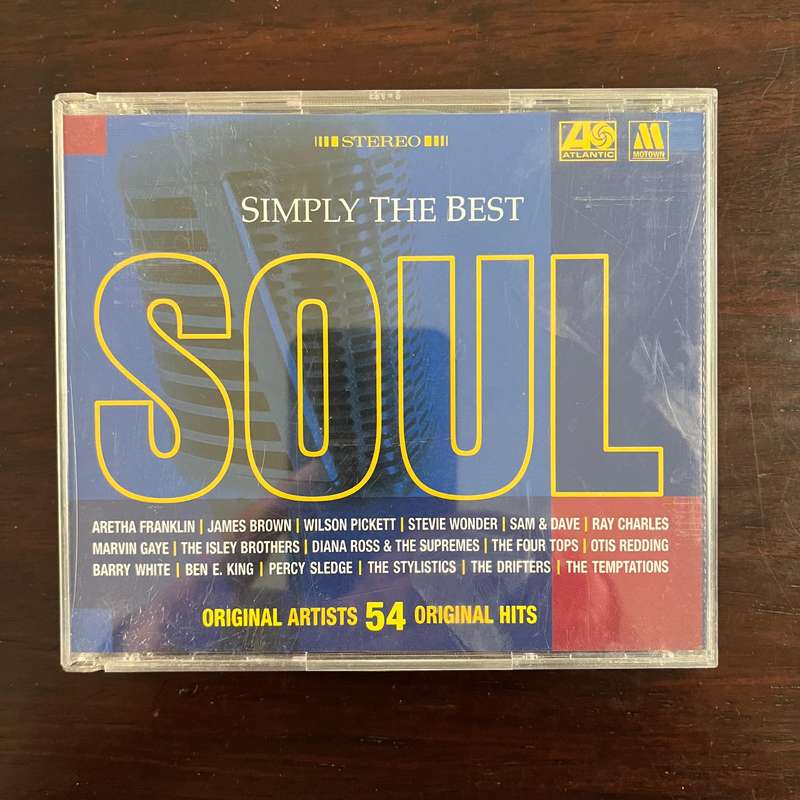 STEREO
ATLANTIC
MOTOWN
SIMPLY THE BEST
SOUL
ARETHA FRANKLIN | JAMES BROWN | WILSON PICKETT | STEVIE WONDER | SAM & DAVE | RAY CHARLES
MARVIN GAYE | THE ISLEY BROTHERS | DIANA ROSS & THE SUPREMES | THE FOUR TOPS | OTIS REDDING
BARRY WHITE | BEN E. KING | PERCY SLEDGE | THE STYLISTICS | THE DRIFTERS | THE TEMPTATIONS
ORIGINAL ARTISTS 54 ORIGINAL HITS